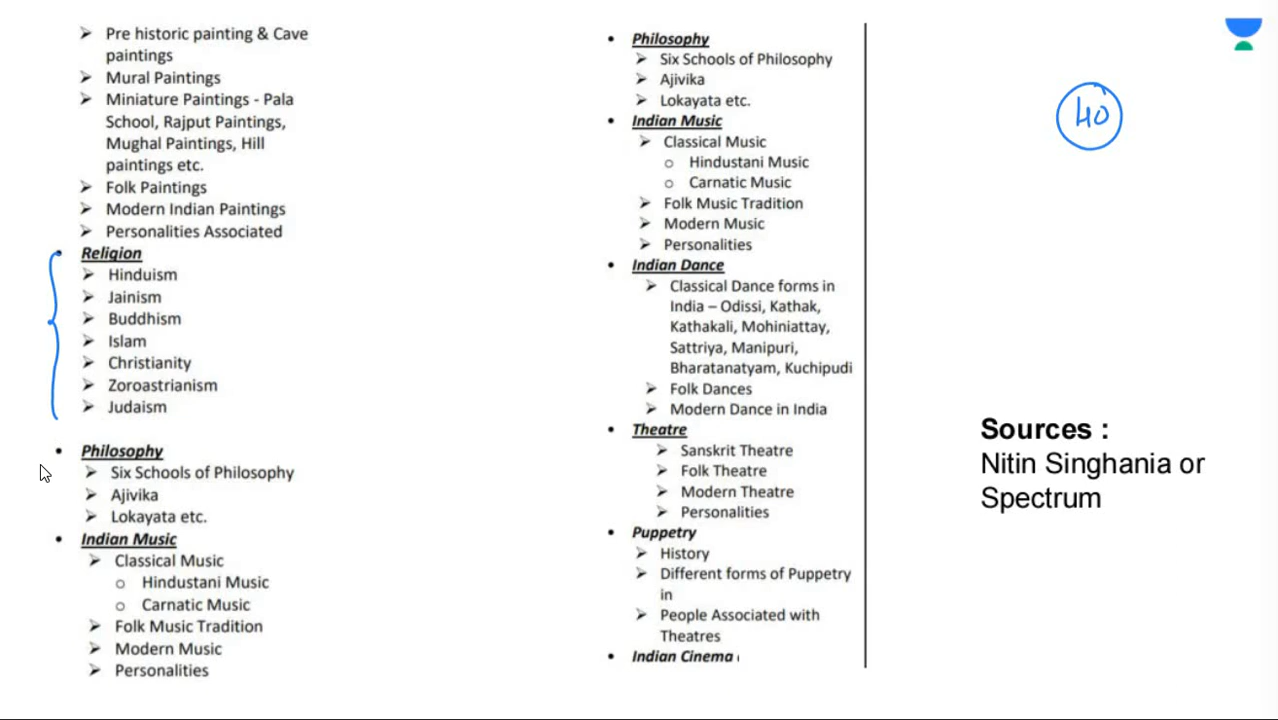 Pre historic painting & Cave
paintings
Mural Paintings
Miniature Paintings - Pala
School, Rajput Paintings,
Mughal Paintings, Hill
paintings etc.
Folk Paintings
Modern Indian Paintings
Personalities Associated
Religion
Hinduism
Jainism
Buddhism
Islam
Christianity
Zoroastrianism
Judaism
Philosophy
Six Schools of Philosophy
Ajivika
Lokayata etc.
Indian Music
Classical Music
Hindustani Music
Carnatic Music
Folk Music Tradition
Modern Music
Personalities
Philosophy
Six Schools of Philosophy
Ajivika
Lokayata etc.
Indian Music
Classical Music
Hindustani Music
Carnatic Music
Folk Music Tradition
Modern Music
Personalities
Indian Dance
Classical Dance forms in
India – Odissi, Kathak,
Kathakali, Mohiniattay,
Sattriya, Manipuri,
Bharatanatyam, Kuchipudi
Folk Dances
Modern Dance in India
Theatre
Sanskrit Theatre
Folk Theatre
Modern Theatre
Personalities
Puppetry
History
Different forms of Puppetry
in
People Associated with
Theatres
Indian Cinema
40
Sources :
Nitin Singhania or
Spectrum